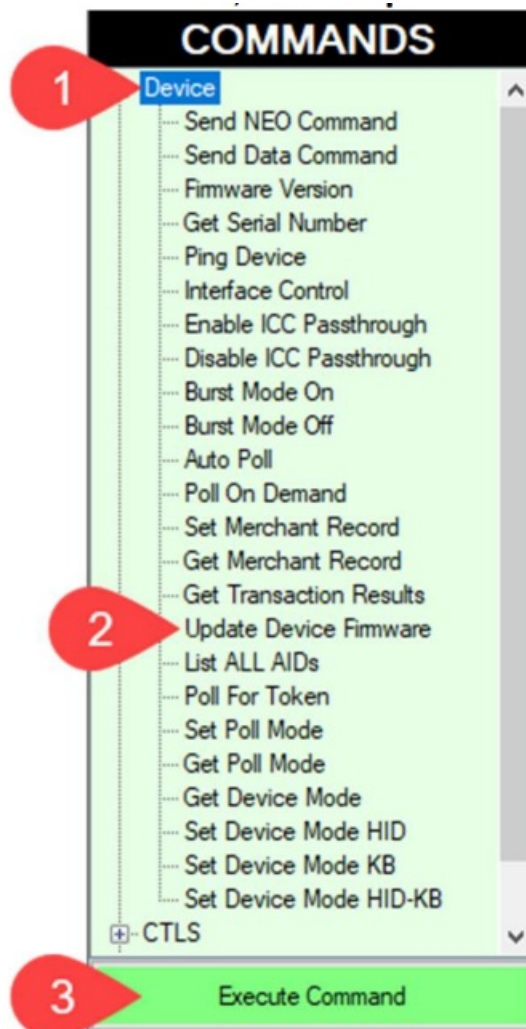 COMMANDS
1
Device
Send NEO Command
Send Data Command
Firmware Version
Get Serial Number
Ping Device
Interface Control
Enable ICC Passthrough
Disable ICC Passthrough
Burst Mode On
Burst Mode Off
Auto Poll
Poll On Demand
Set Merchant Record
Get Merchant Record
Get Transaction Results
2
Update Device Firmware
List ALL AIDs
Poll For Token
Set Poll Mode
Get Poll Mode
Get Device Mode
Set Device Mode HID
Set Device Mode KB
Set Device Mode HID-KB
CTLS
3
Execute Command